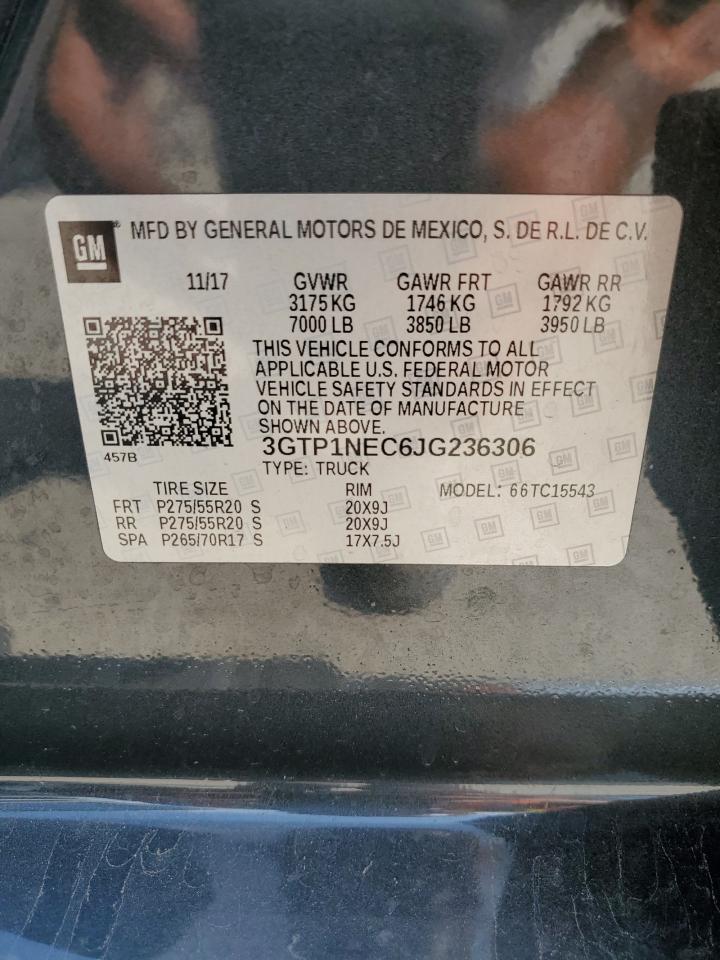 GM ® MFD BY GENERAL MOTORS DE MEXICO, S. DE R.L. DE C.V.
11/17 GVWR GAWR FRT GAWR RR
3175 KG 1746 KG 1792 KG
7000 LB 3850 LB 3950 LB
THIS VEHICLE CONFORMS TO ALL
APPLICABLE U.S. FEDERAL MOTOR
VEHICLE SAFETY STANDARDS IN EFFECT
ON THE DATE OF MANUFACTURE
SHOWN ABOVE.
457B 3GTP1NEC6JG236306
TYPE: TRUCK
TIRE SIZE RIM MODEL: 66TC15543
FRT P275/55R20 S 20X9J
RR P275/55R20 S 20X9J
SPA P265/70R17 S 17X7.5J